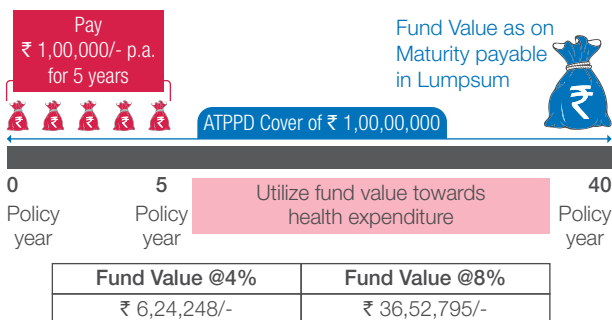 Pay
₹ 1,00,000/- p.a.
for 5 years
Fund Value as on
Maturity payable
in Lumpsum
₹
₹ ₹ ₹ ₹ ₹
ATPPD Cover of ₹ 1,00,00,000
0
Policy
year
5
Policy
year
Utilize fund value towards
health expenditure
40
Policy
year
Fund Value @4% Fund Value @8%
₹ 6,24,248/- ₹ 36,52,795/-